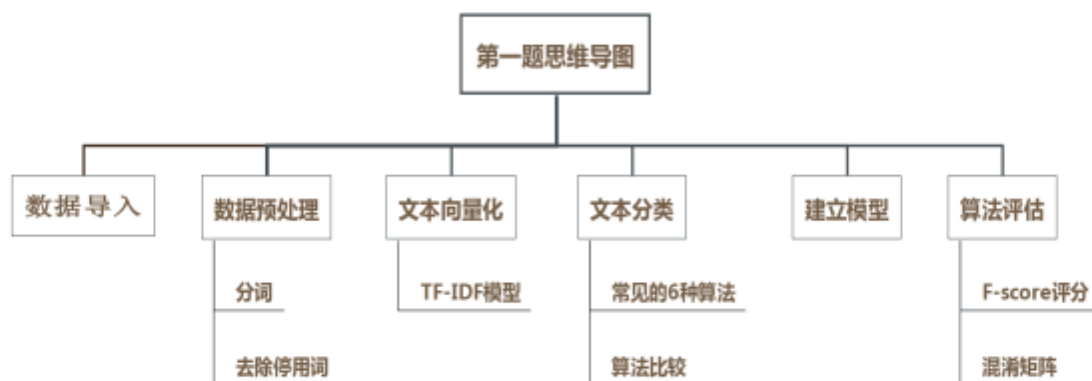 第一题思维导图
数据导入
数据预处理
文本向量化
文本分类
建立模型
算法评估
分词
TF-IDF模型
常见的6种算法
F-score评分
去除停用词
算法比较
混淆矩阵